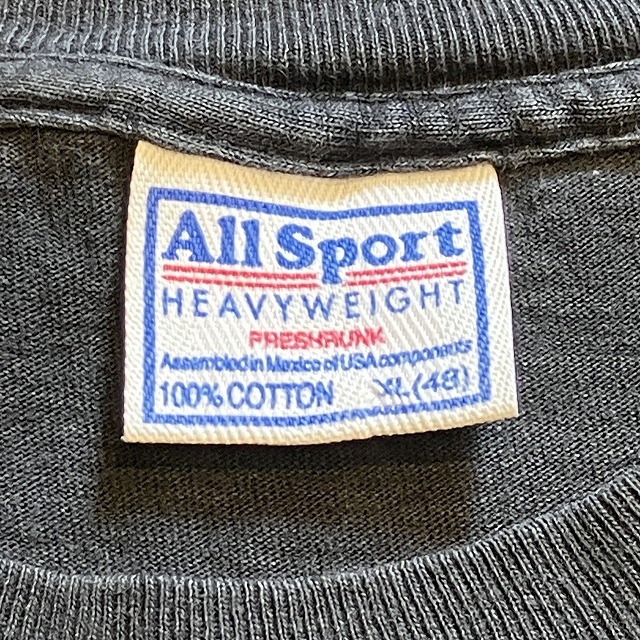 All Sport
HEAVYWEIGHT
PRESHRUNK
Assembled in Mexico of USA components
100% COTTON XL (48)